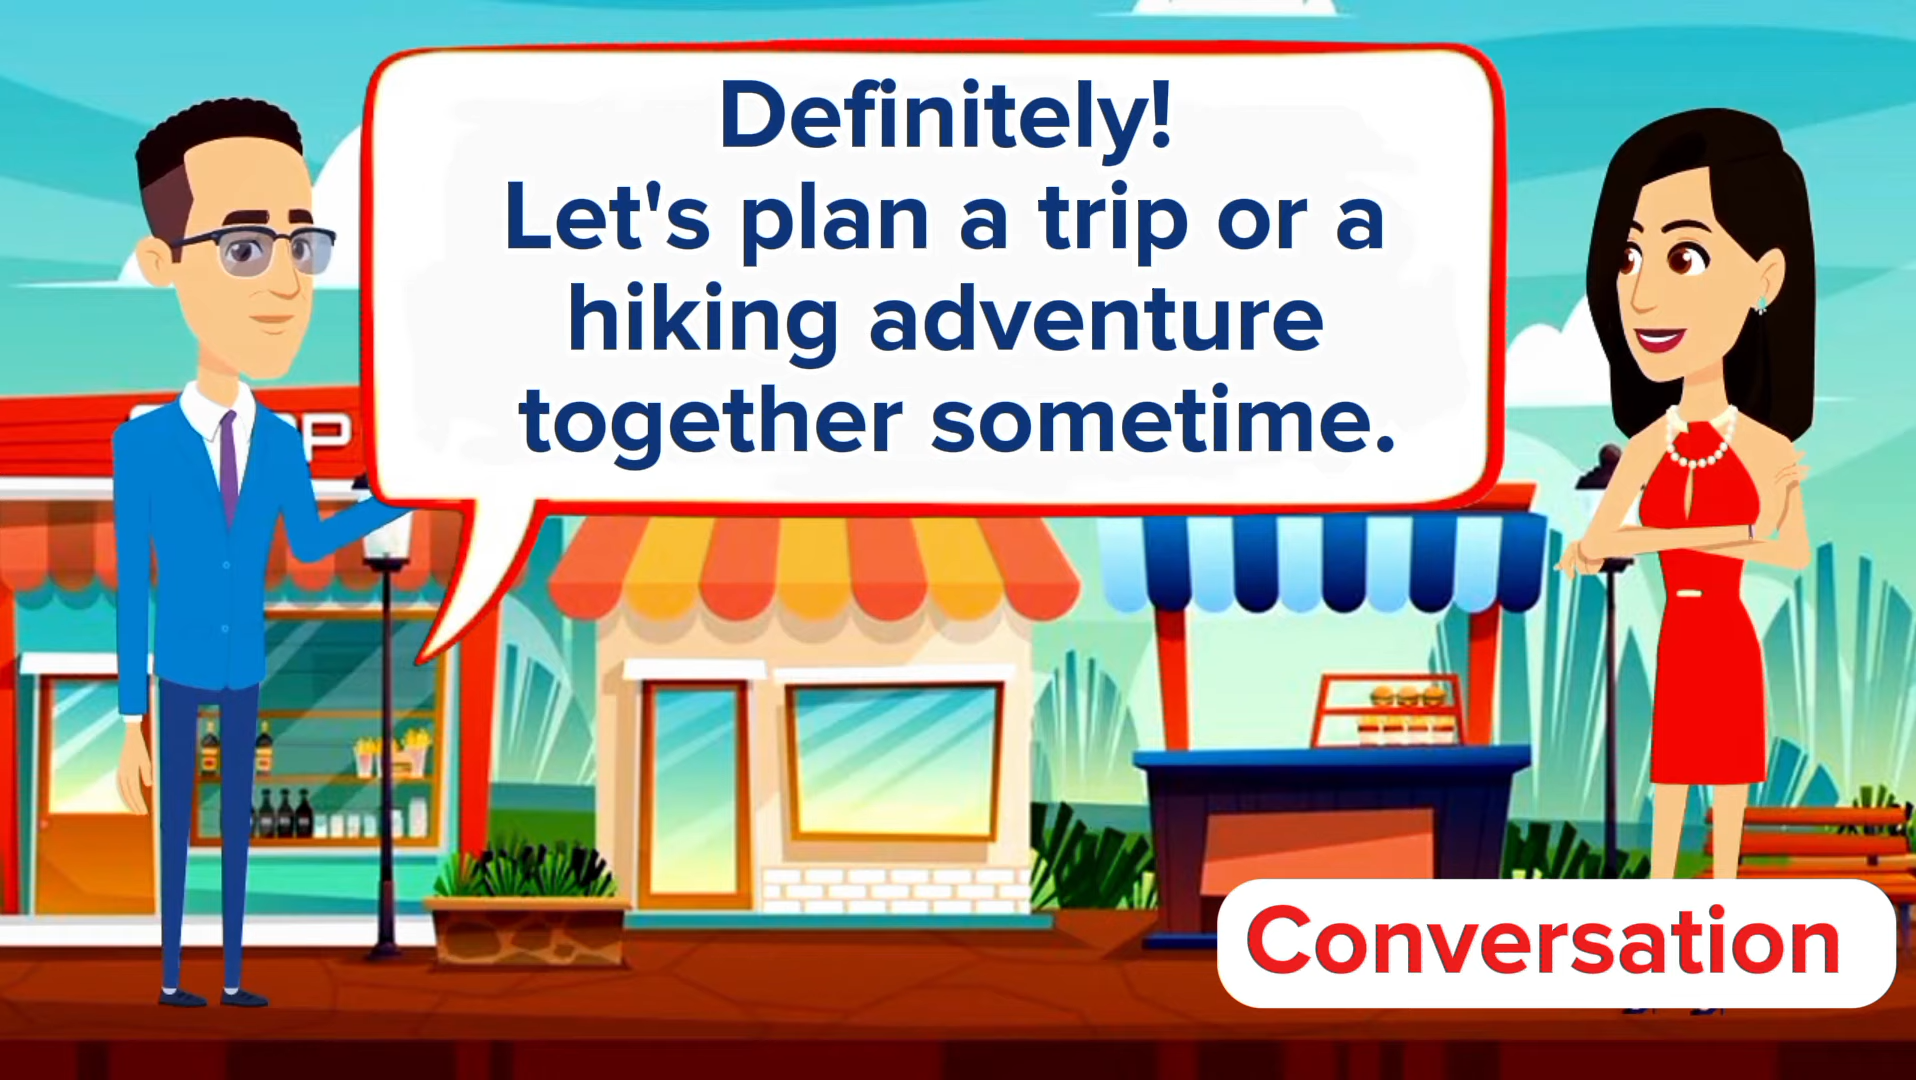 Definitely!
Let's plan a trip or a
hiking adventure
together sometime.
Conversation